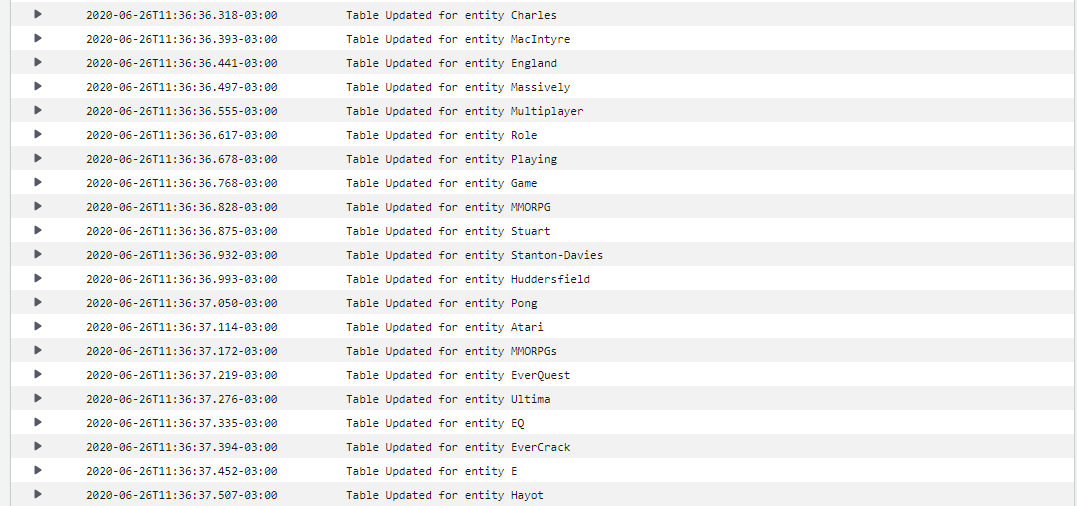 2020-06-26T11:36:36.318-03:00 Table Updated for entity Charles
2020-06-26T11:36:36.393-03:00 Table Updated for entity MacIntyre
2020-06-26T11:36:36.441-03:00 Table Updated for entity England
2020-06-26T11:36:36.497-03:00 Table Updated for entity Massively
2020-06-26T11:36:36.555-03:00 Table Updated for entity Multiplayer
2020-06-26T11:36:36.617-03:00 Table Updated for entity Role
2020-06-26T11:36:36.678-03:00 Table Updated for entity Playing
2020-06-26T11:36:36.768-03:00 Table Updated for entity Game
2020-06-26T11:36:36.828-03:00 Table Updated for entity MMORPG
2020-06-26T11:36:36.875-03:00 Table Updated for entity Stuart
2020-06-26T11:36:36.932-03:00 Table Updated for entity Stanton-Davies
2020-06-26T11:36:36.993-03:00 Table Updated for entity Huddersfield
2020-06-26T11:36:37.050-03:00 Table Updated for entity Pong
2020-06-26T11:36:37.114-03:00 Table Updated for entity Atari
2020-06-26T11:36:37.172-03:00 Table Updated for entity MMORPGs
2020-06-26T11:36:37.219-03:00 Table Updated for entity EverQuest
2020-06-26T11:36:37.276-03:00 Table Updated for entity Ultima
2020-06-26T11:36:37.335-03:00 Table Updated for entity EQ
2020-06-26T11:36:37.394-03:00 Table Updated for entity EverCrack
2020-06-26T11:36:37.452-03:00 Table Updated for entity E
2020-06-26T11:36:37.507-03:00 Table Updated for entity Hayot